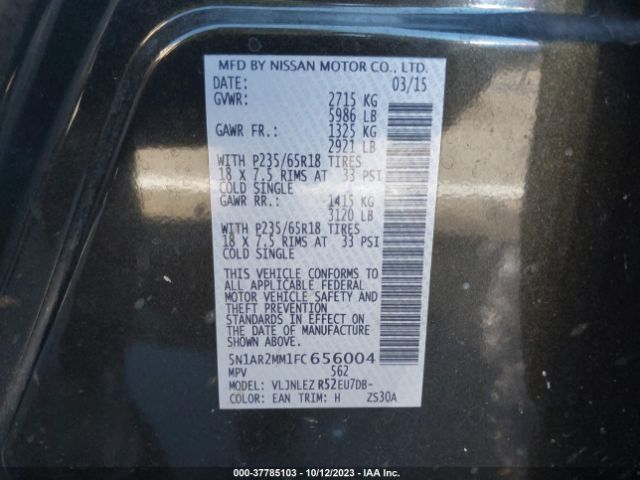 MFD BY NISSAN MOTOR CO., LTD.
DATE: 03/15
GVWR: 2715 KG
5986 LB
GAWR FR.: 1325 KG
2921 LB
WITH P235/65R18 TIRES
18 X 7.5 RIMS AT 33 PSI
COLD SINGLE
GAWR RR.: 1415 KG
3120 LB
WITH P235/65R18 TIRES
18 X 7.5 RIMS AT 33 PSI
COLD SINGLE
THIS VEHICLE CONFORMS TO
ALL APPLICABLE FEDERAL
MOTOR VEHICLE SAFETY AND
THEFT PREVENTION
STANDARDS IN EFFECT ON
THE DATE OF MANUFACTURE
SHOWN ABOVE.
5N1AR2MM1FC656004
MPV 562
MODEL: VLJNLEZ R52EU7DB-
COLOR: EAN TRIM: H ZS30A
000-37785103 - 10/12/2023 - IAA Inc.